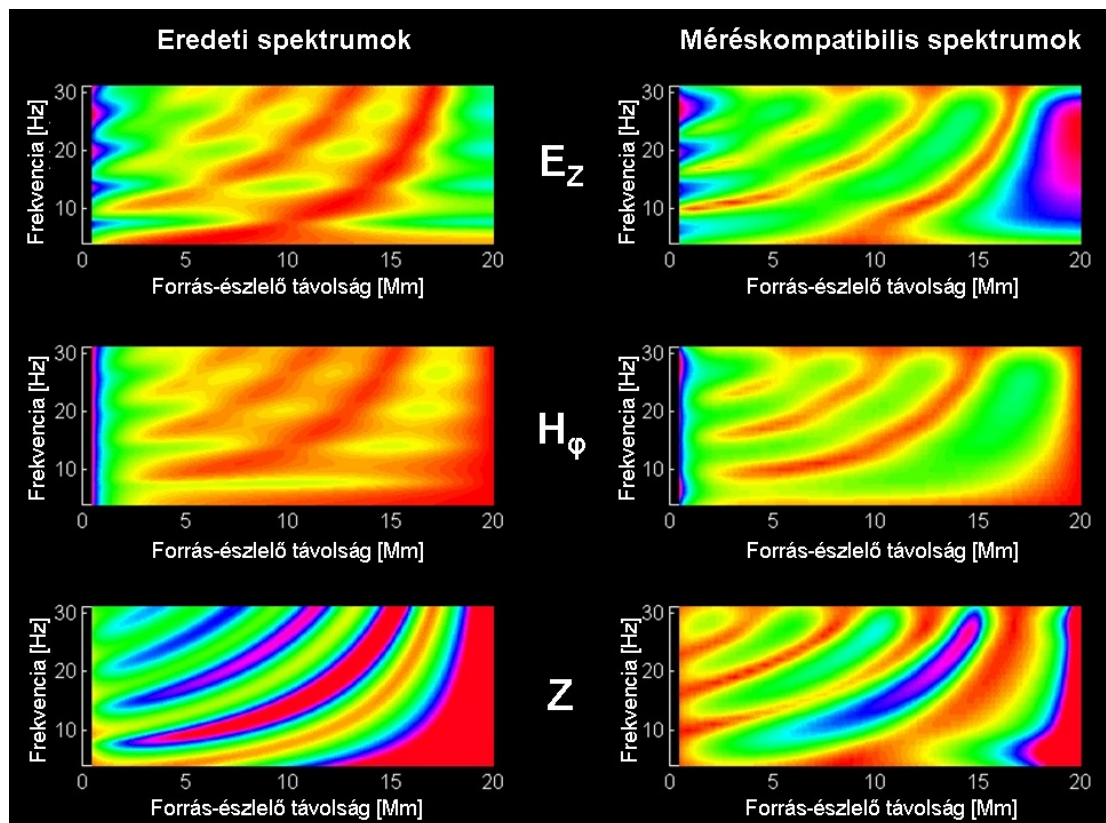 Eredeti spektrumok
Méréskompatibilis spektrumok
Frekvencia [Hz]
30
20
10
0 5 10 15 20
Forrás-észlelő távolság [Mm]
E_Z
Frekvencia [Hz]
30
20
10
0 5 10 15 20
Forrás-észlelő távolság [Mm]
Frekvencia [Hz]
30
20
10
0 5 10 15 20
Forrás-észlelő távolság [Mm]
H_φ
Frekvencia [Hz]
30
20
10
0 5 10 15 20
Forrás-észlelő távolság [Mm]
Frekvencia [Hz]
30
20
10
0 5 10 15 20
Forrás-észlelő távolság [Mm]
Z
Frekvencia [Hz]
30
20
10
0 5 10 15 20
Forrás-észlelő távolság [Mm]